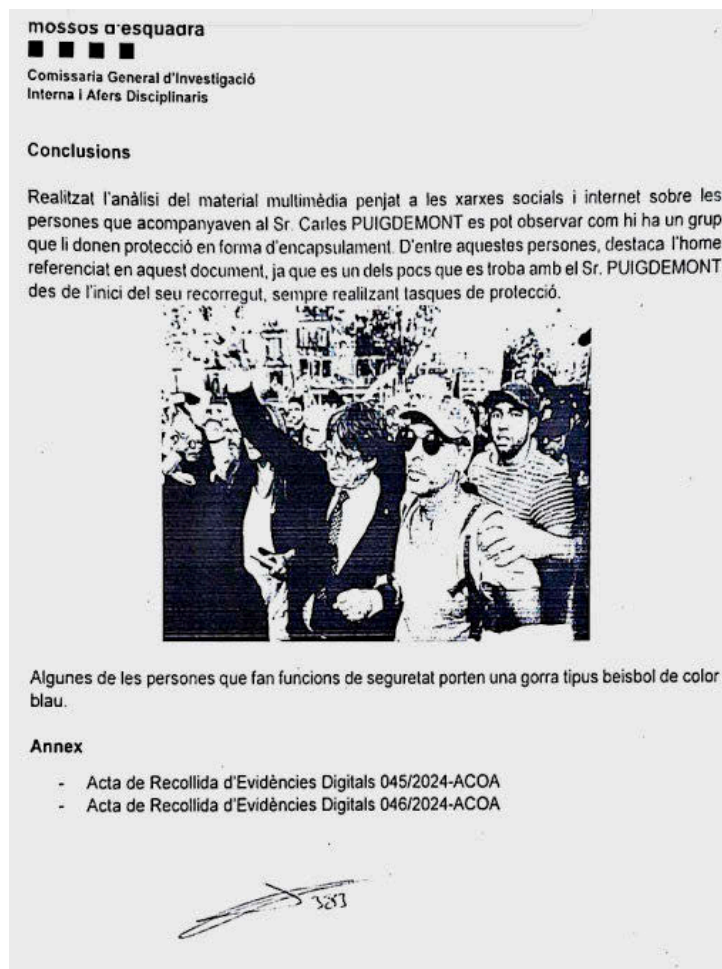 mossos d'esquadra
Comissaria General d'Investigació
Interna i Afers Disciplinaris
Conclusions
Realitzat l'anàlisi del material multimèdia penjat a les xarxes socials i internet sobre les
persones que acompanyaven al Sr. Carles PUIGDEMONT es pot observar com hi ha un grup
que li donen protecció en forma d'encapsulament. D'entre aquestes persones, destaca l'home
referenciat en aquest document, ja que es un dels pocs que es troba amb el Sr. PUIGDEMONT
des de l'inici del seu recorregut, sempre realitzant tasques de protecció.
Algunes de les persones que fan funcions de seguretat porten una gorra tipus beisbol de color
blau.
Annex
- Acta de Recollida d'Evidències Digitals 045/2024-ACOA
- Acta de Recollida d'Evidències Digitals 046/2024-ACOA